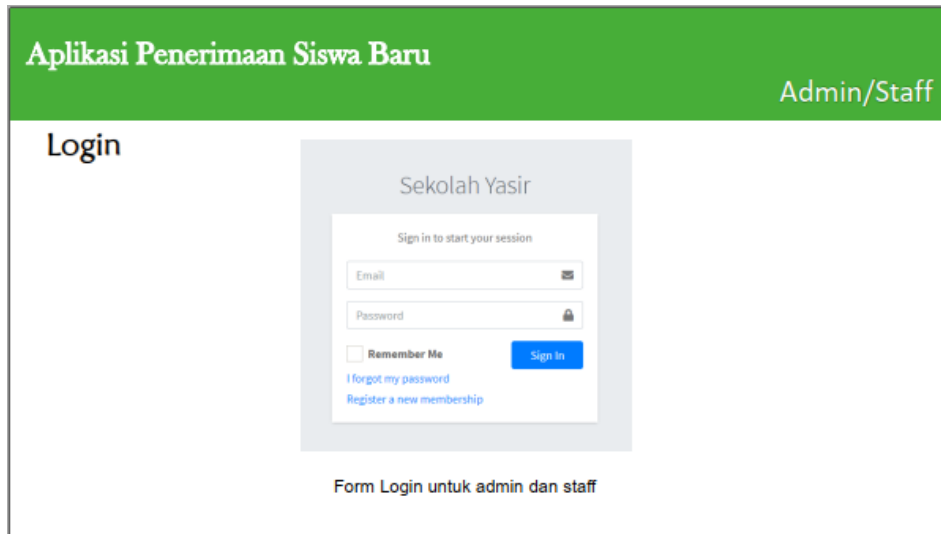 Aplikasi Penerimaan Siswa Baru
Admin/Staff
Login
Sekolah Yasir
Sign in to start your session
Email
Password
Remember Me
Sign In
I forgot my password
Register a new membership
Form Login untuk admin dan staff